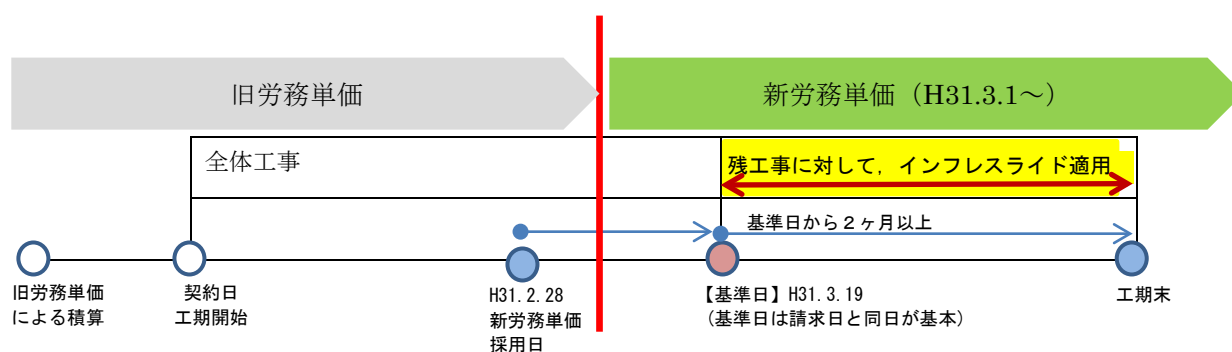 旧労務単価
新労務単価（H31.3.1～）
全体工事
残工事に対して，インフレスライド適用
基準日から２ヶ月以上
旧労務単価
による積算
契約日
工期開始
H31.2.28
新労務単価
採用日
【基準日】H31.3.19
（基準日は請求日と同日が基本）
工期末